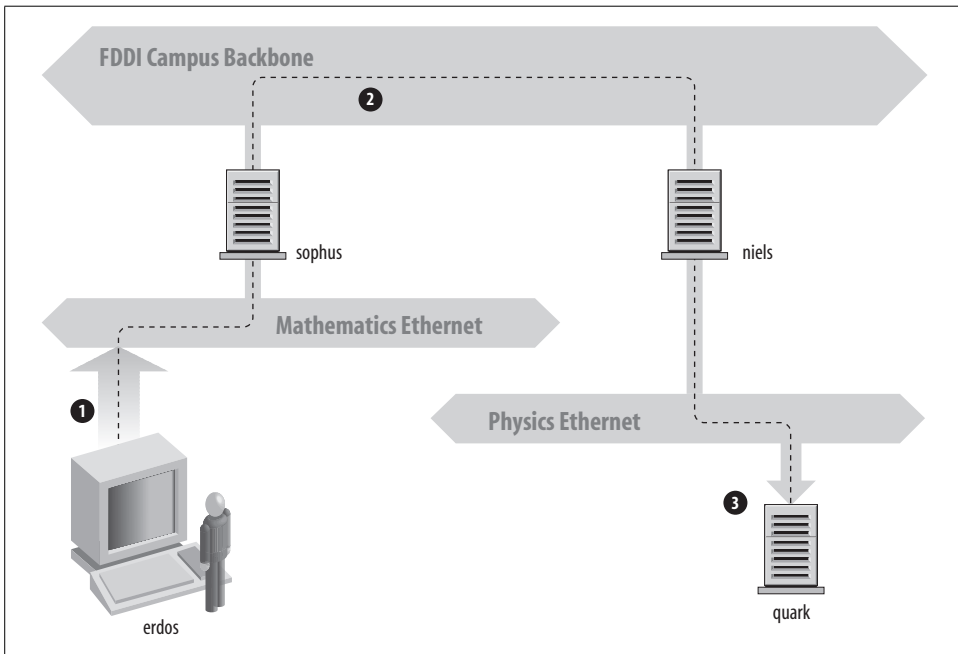 FDDI Campus Backbone
2
sophus
niels
Mathematics Ethernet
1
Physics Ethernet
3
erdos
quark